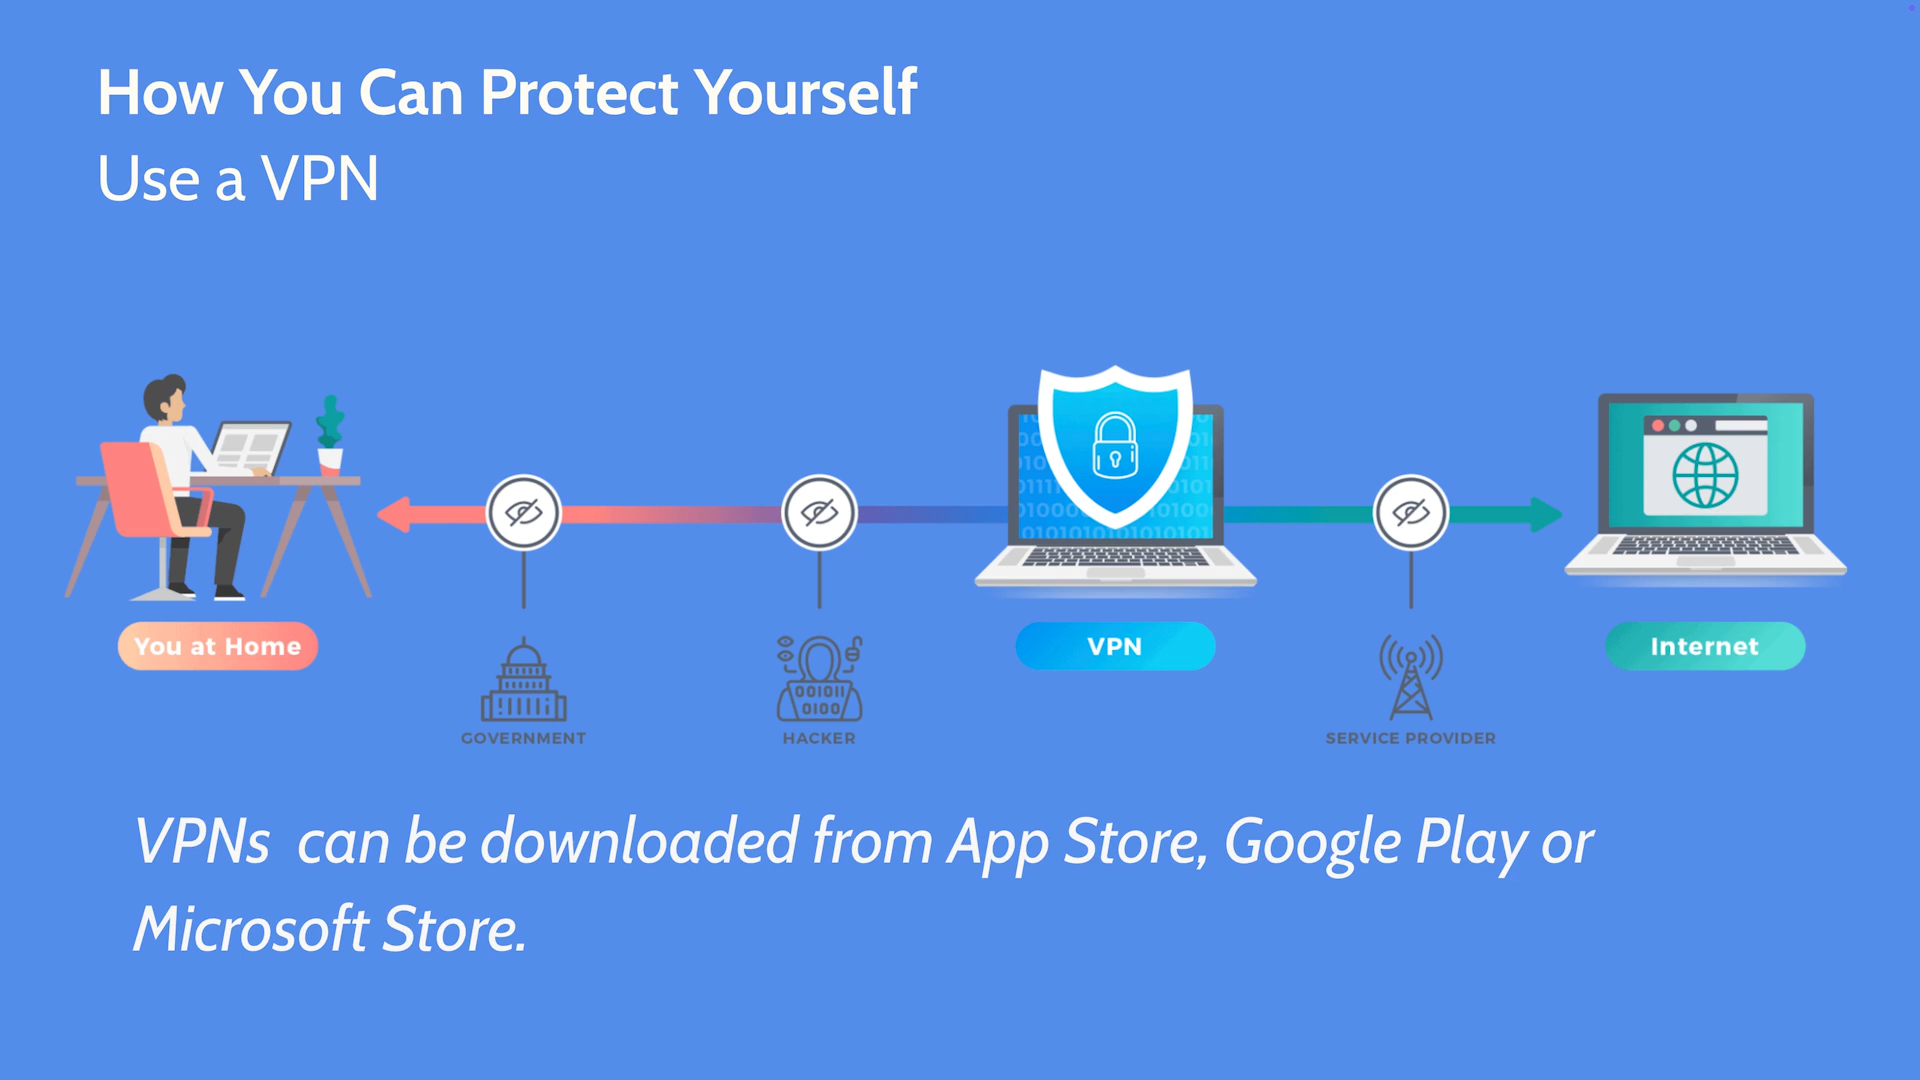 How You Can Protect Yourself
Use a VPN
You at Home
VPN
Internet
GOVERNMENT
HACKER
SERVICE PROVIDER
VPNs can be downloaded from App Store, Google Play or
Microsoft Store.